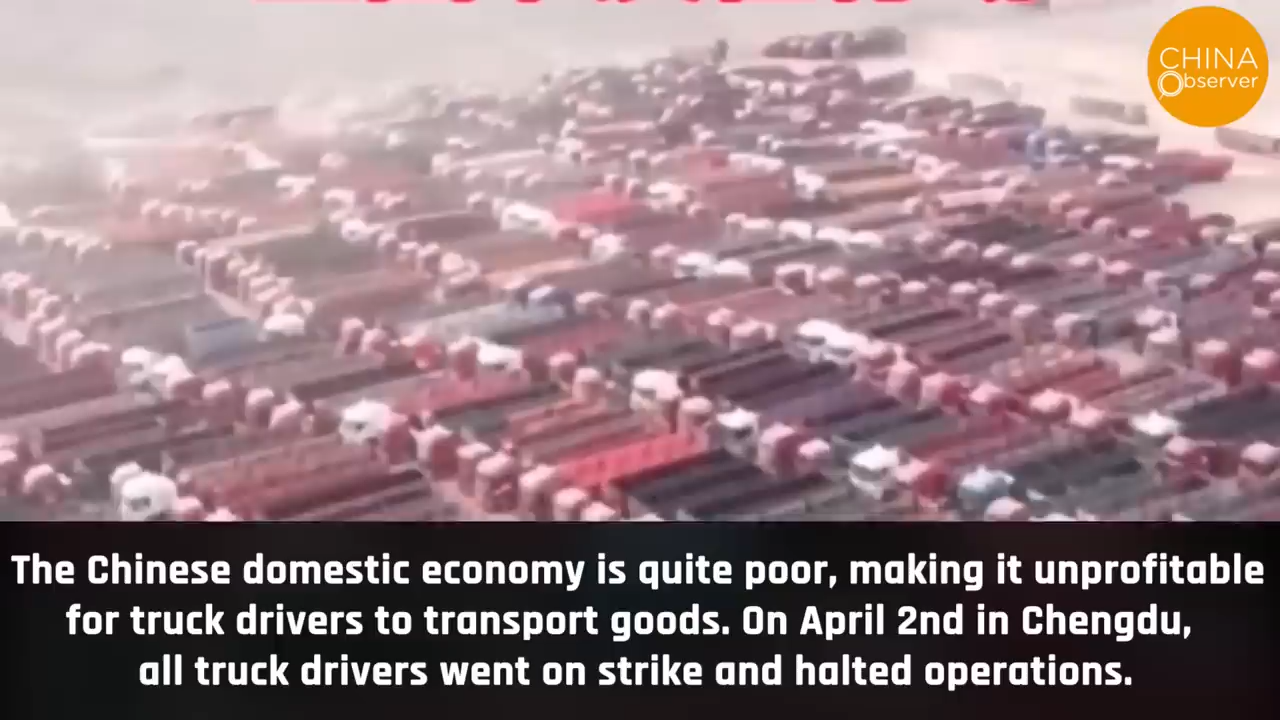 CHINA
Observer
The Chinese domestic economy is quite poor, making it unprofitable
for truck drivers to transport goods. On April 2nd in Chengdu,
all truck drivers went on strike and halted operations.